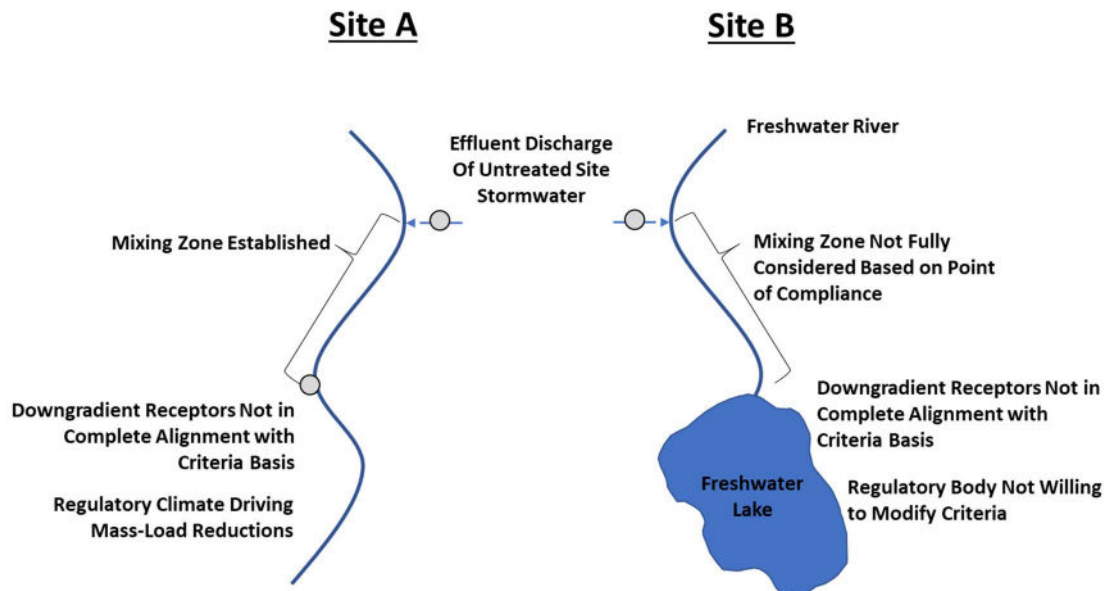 Site A
Site B
Freshwater River
Effluent Discharge
Of Untreated Site
Stormwater
Mixing Zone Established
Mixing Zone Not Fully
Considered Based on Point
of Compliance
Downgradient Receptors Not in
Complete Alignment with
Criteria Basis
Regulatory Climate Driving
Mass-Load Reductions
Downgradient Receptors Not in
Complete Alignment with
Criteria Basis
Freshwater
Lake
Regulatory Body Not Willing
to Modify Criteria